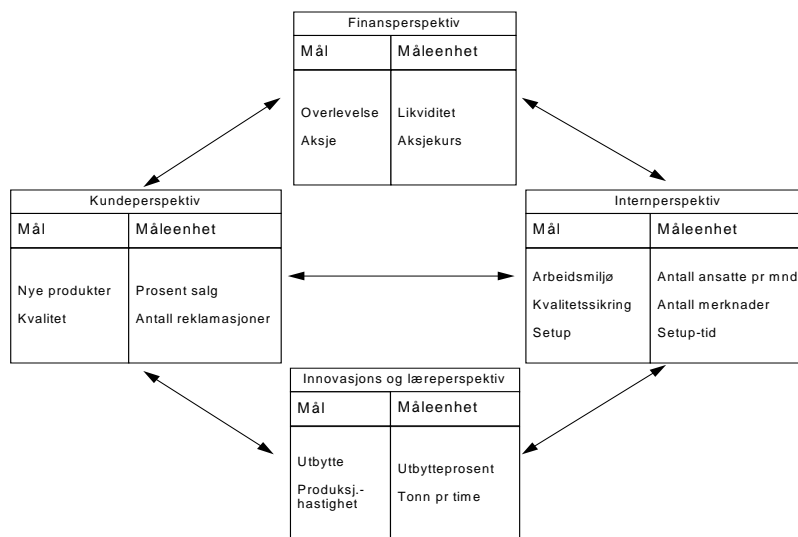 Finansperspektiv
Mål Måleenhet
Overlevelse Likviditet
Aksje Aksjekurs
Kundeperspektiv
Mål Måleenhet
Nye produkter Prosent salg
Kvalitet Antall reklamasjoner
Internperspektiv
Mål Måleenhet
Arbeidsmiljø Antall ansatte pr mnd
Kvalitetssikring Antall merknader
Setup Setup-tid
Innovasjons og læreperspektiv
Mål Måleenhet
Utbytte Utbytteprosent
Produksj.- Tonn pr time
hastighet